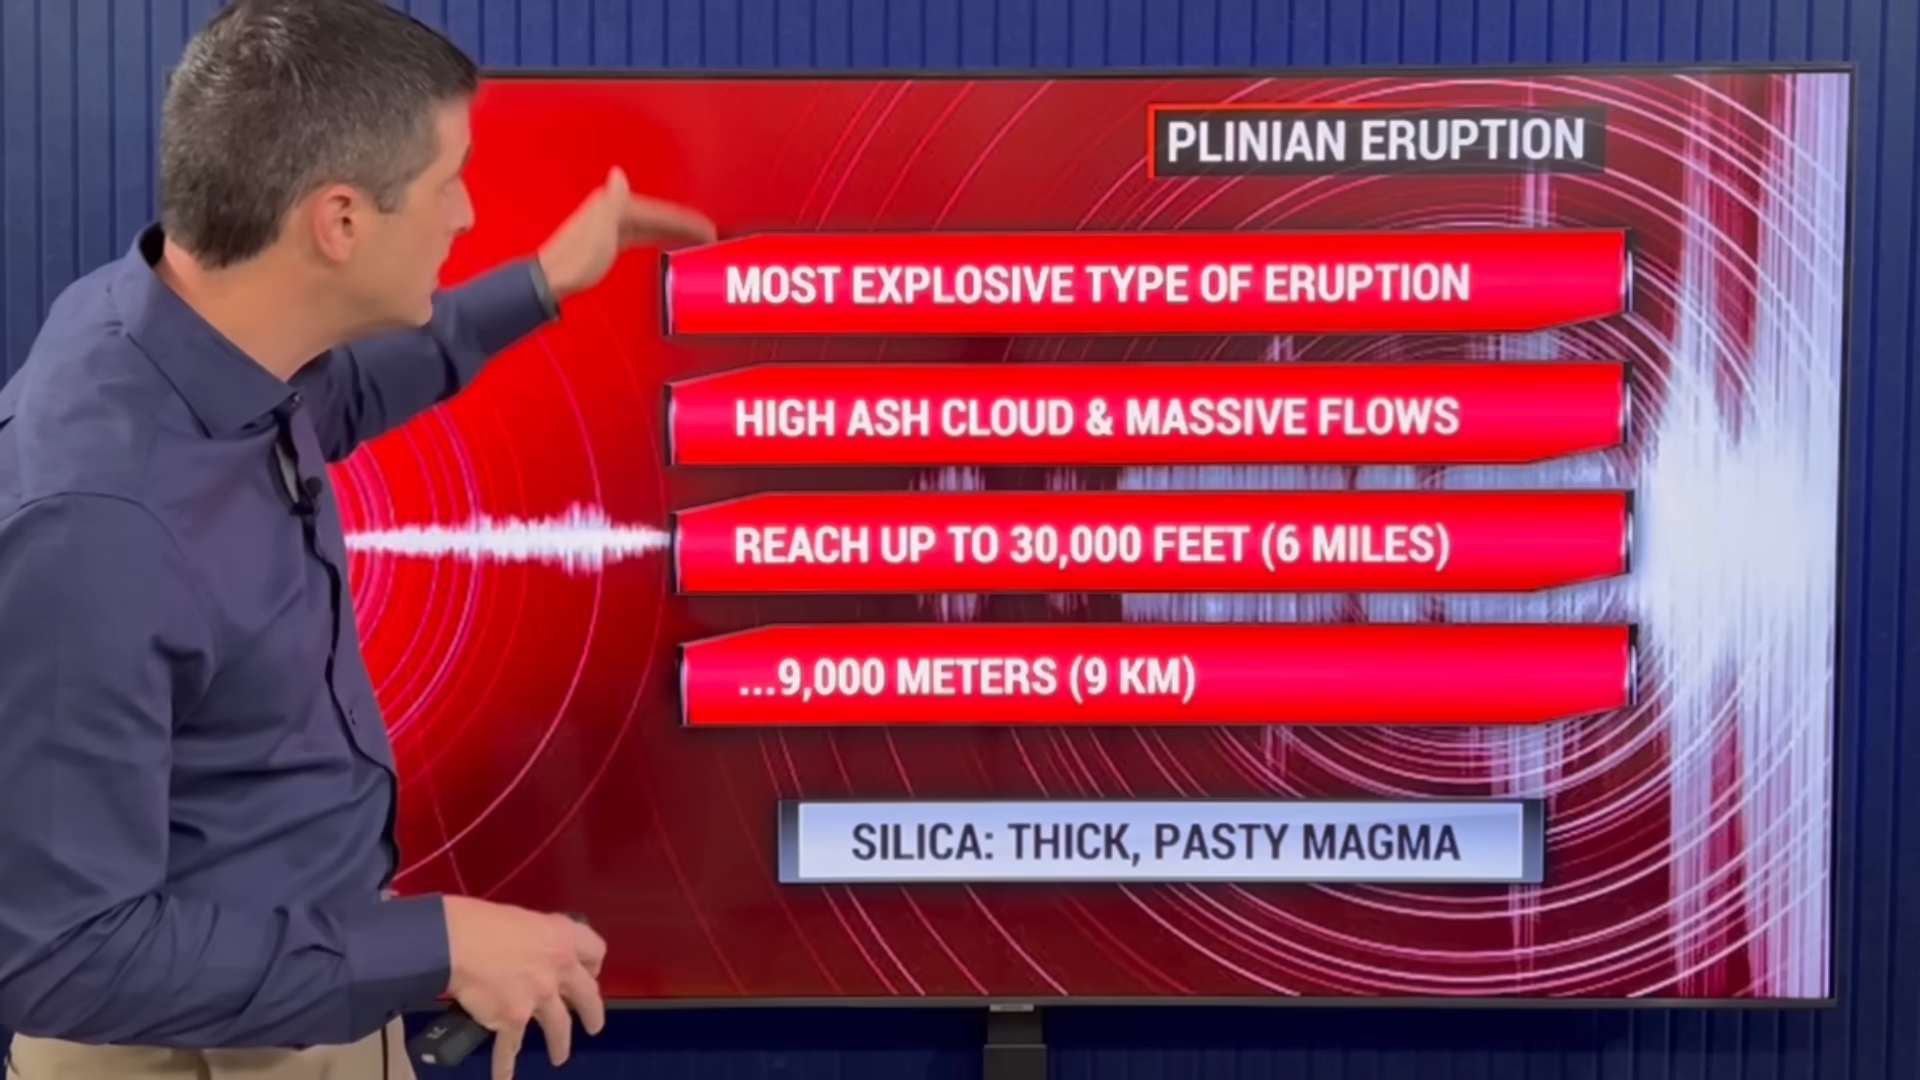 PLINIAN ERUPTION
MOST EXPLOSIVE TYPE OF ERUPTION
HIGH ASH CLOUD & MASSIVE FLOWS
REACH UP TO 30,000 FEET (6 MILES)
...9,000 METERS (9 KM)
SILICA: THICK, PASTY MAGMA